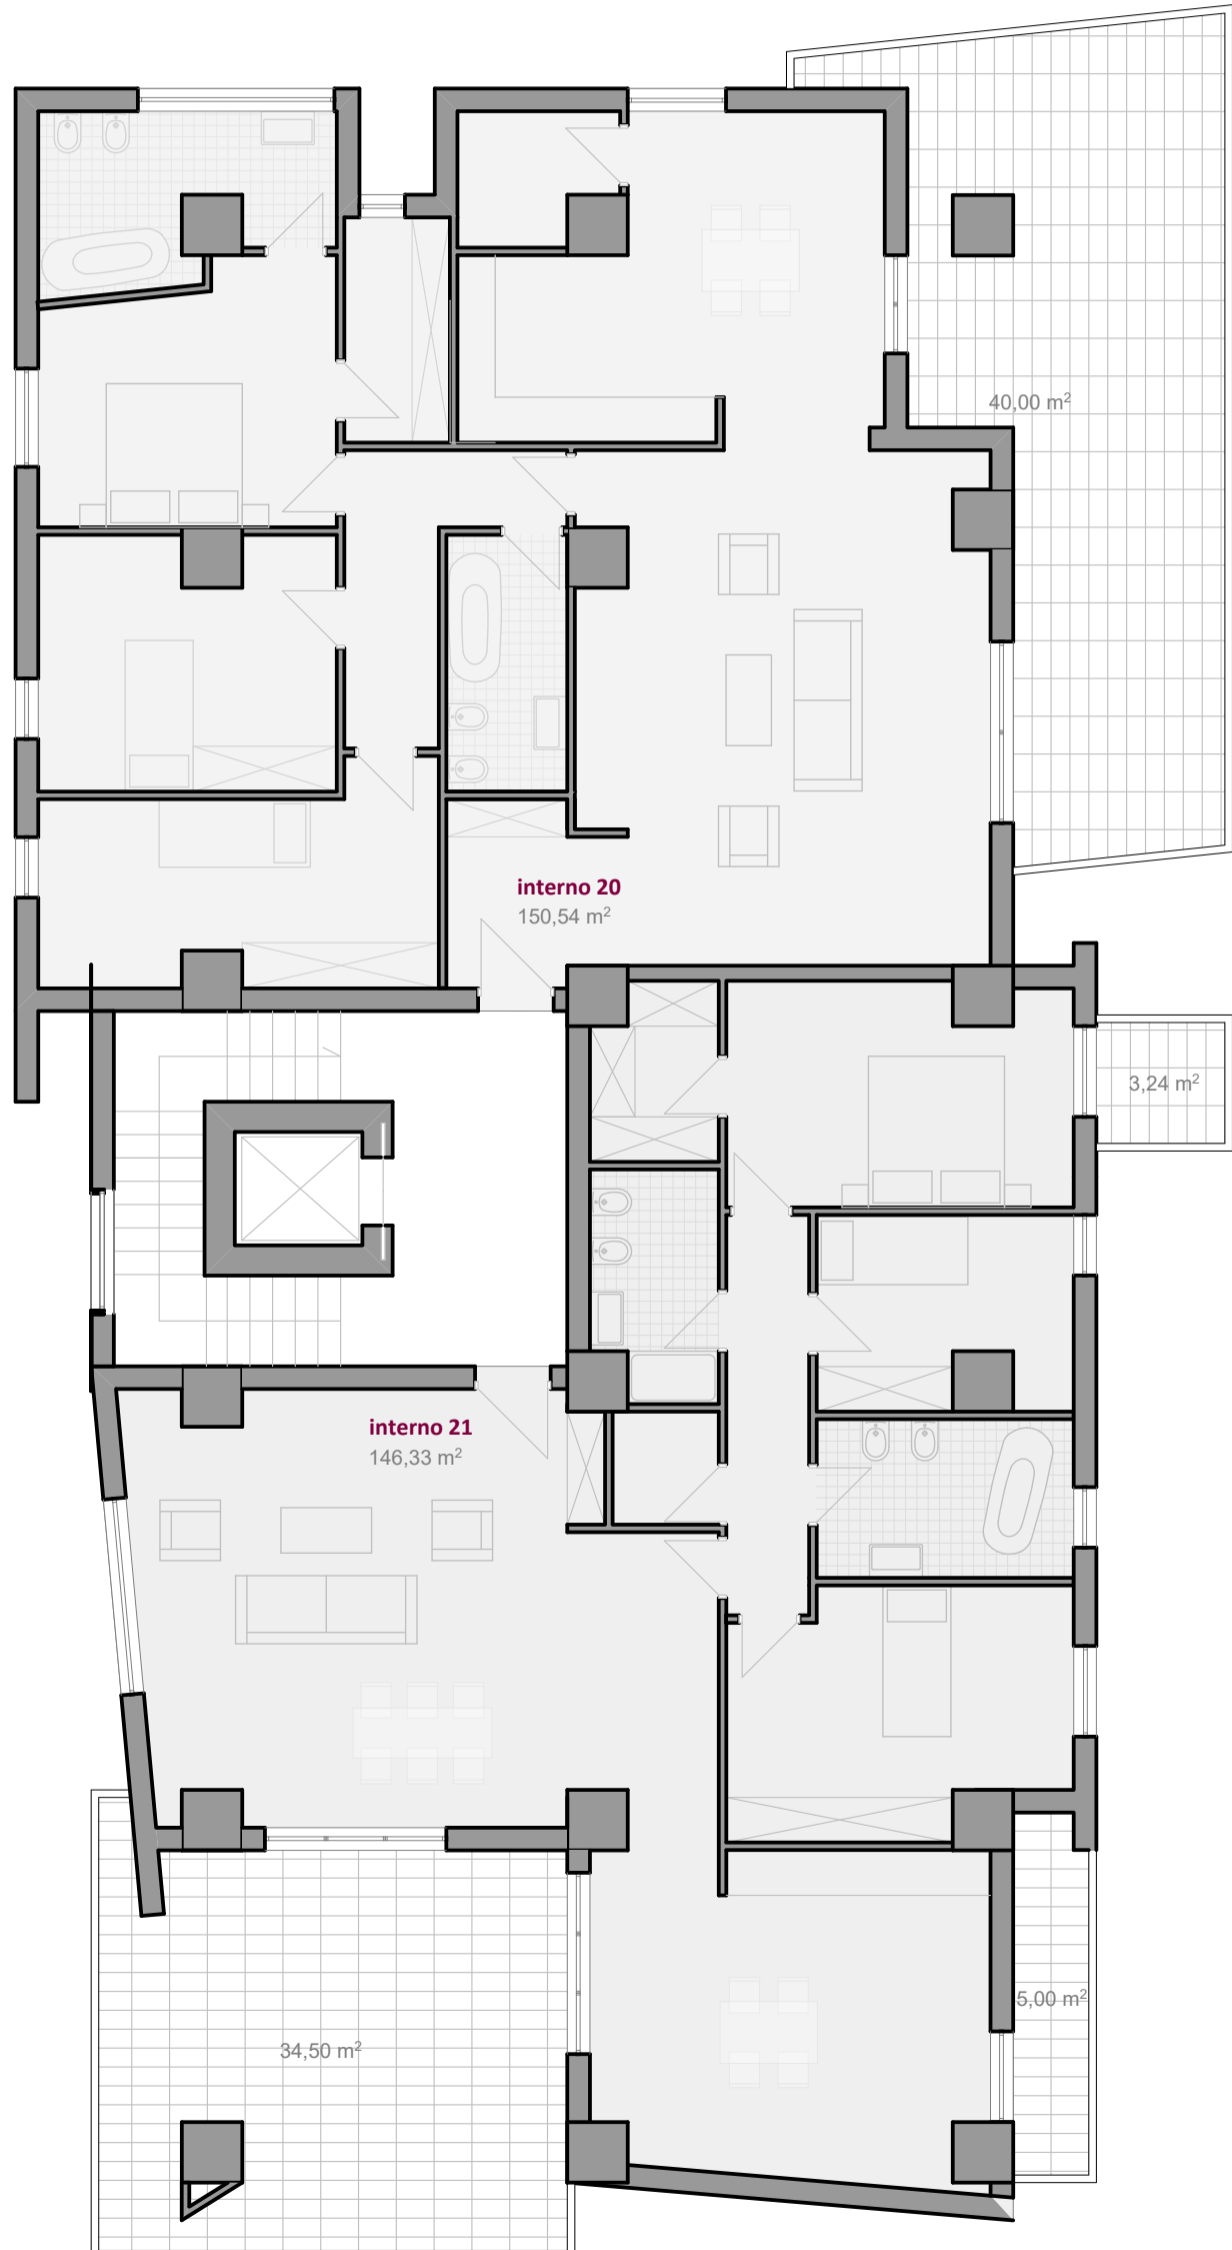 40,00 m²
interno 20
150,54 m²
3,24 m²
interno 21
146,33 m²
5,00 m²
34,50 m²